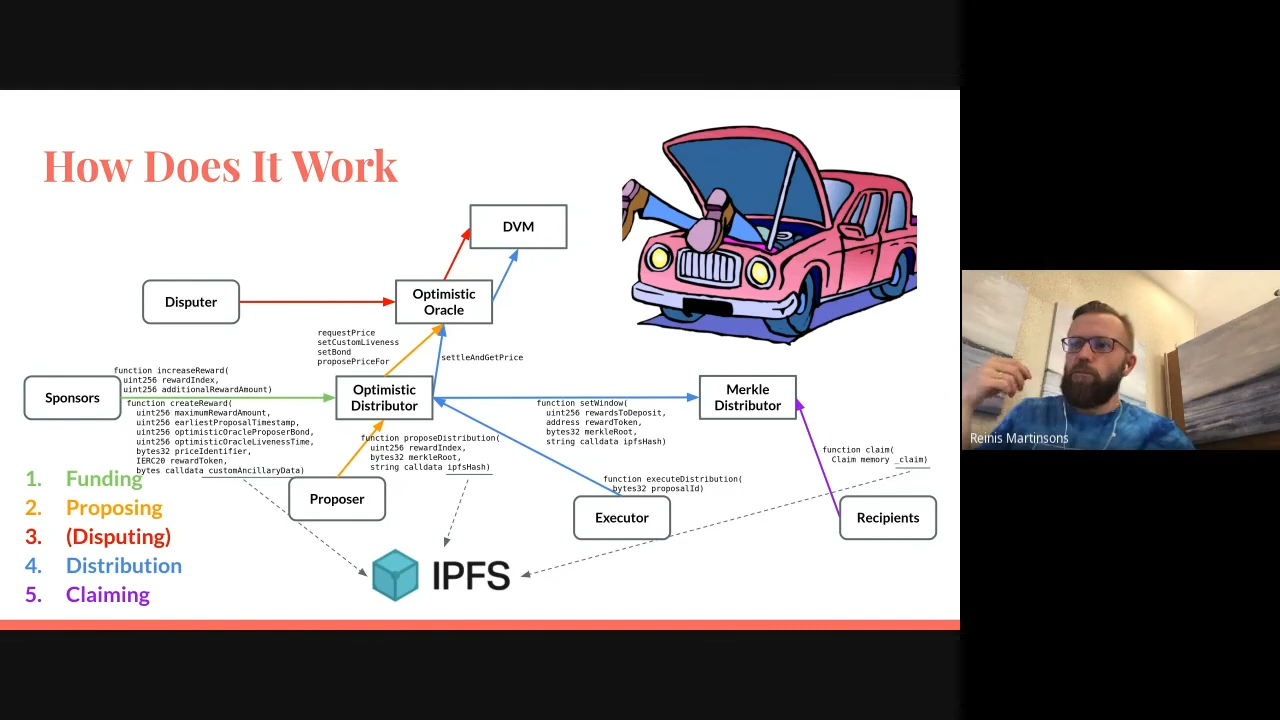 How Does It Work
DVM
Disputer
Optimistic
Oracle
requestPrice
setCustomLiveness
setBond
proposePriceFor
settleAndGetPrice
function increaseReward(
uint256 rewardIndex,
uint256 additionalRewardAmount)
Sponsors
Optimistic
Distributor
Merkle
Distributor
function createReward(
uint256 maximumRewardAmount,
uint256 earliestProposalTimestamp,
uint256 optimisticOracleProposerBond,
uint256 optimisticOracleLivenessTime,
bytes32 priceIdentifier,
IERC20 rewardToken,
bytes calldata customAncillaryData)
function setWindow(
uint256 rewardsToDeposit,
address rewardToken,
bytes32 merkleRoot,
string calldata ipfsHash)
function proposeDistribution(
uint256 rewardIndex,
bytes32 merkleRoot,
string calldata ipfsHash)
function claim(
Claim memory _claim)
function executeDistribution(
bytes32 proposalId)
Proposer
Executor
Recipients
1. Funding
2. Proposing
3. (Disputing)
4. Distribution
5. Claiming
IPFS
Reinis Martinsons